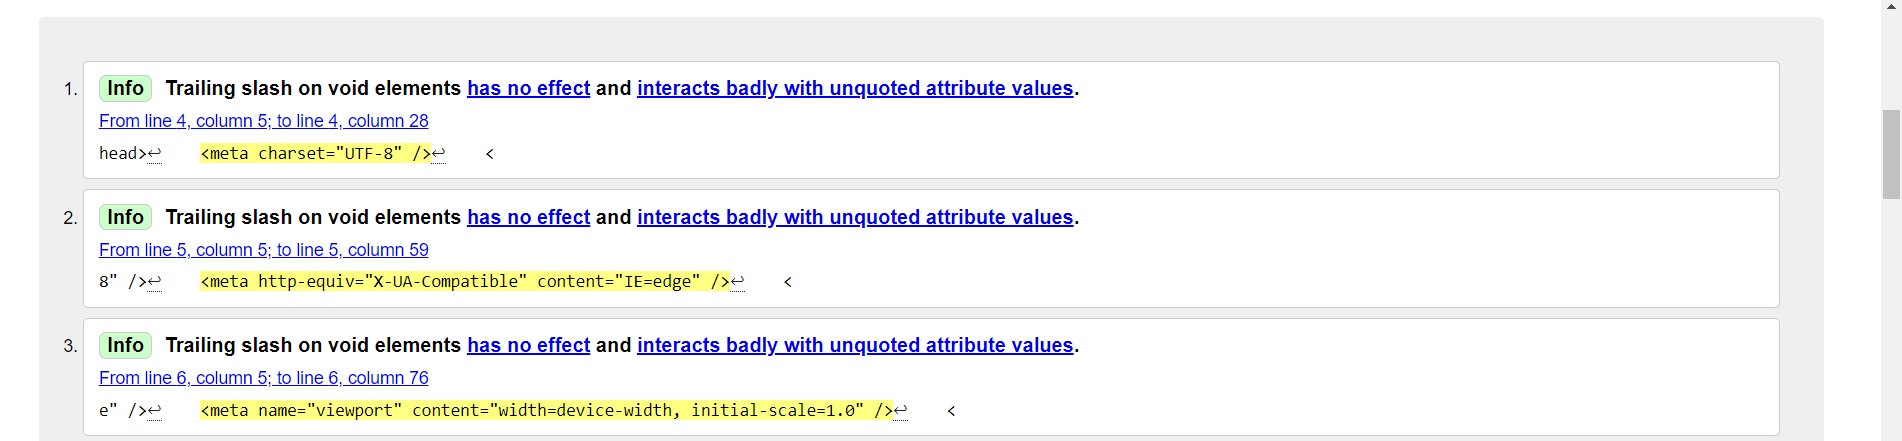 1. Info Trailing slash on void elements has no effect and interacts badly with unquoted attribute values.
From line 4, column 5; to line 4, column 28
head>↩    <meta charset="UTF-8" />↩    <
2. Info Trailing slash on void elements has no effect and interacts badly with unquoted attribute values.
From line 5, column 5; to line 5, column 59
8" />↩    <meta http-equiv="X-UA-Compatible" content="IE=edge" />↩    <
3. Info Trailing slash on void elements has no effect and interacts badly with unquoted attribute values.
From line 6, column 5; to line 6, column 76
e" />↩    <meta name="viewport" content="width=device-width, initial-scale=1.0" />↩    <